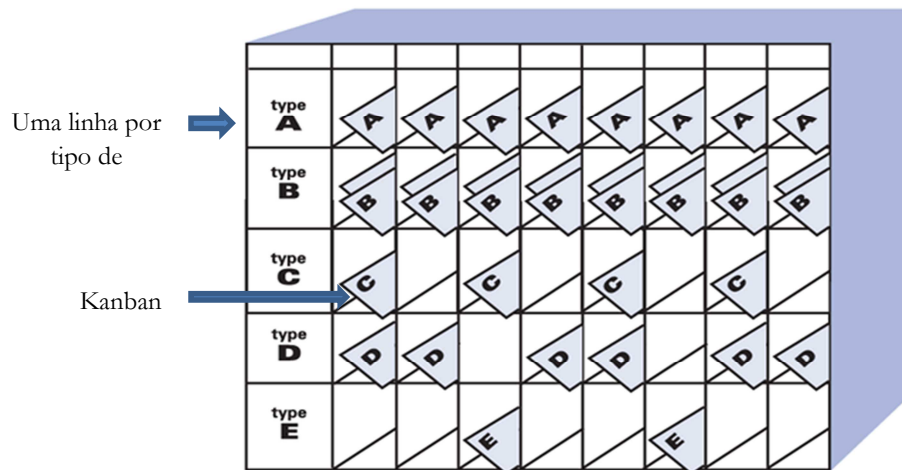 Uma linha por
tipo de
Kanban
type
A
A A A A A A A A
type
B
B B B B B B B B
type
C
C C C C
type
D
D D D D D D
type
E
E E